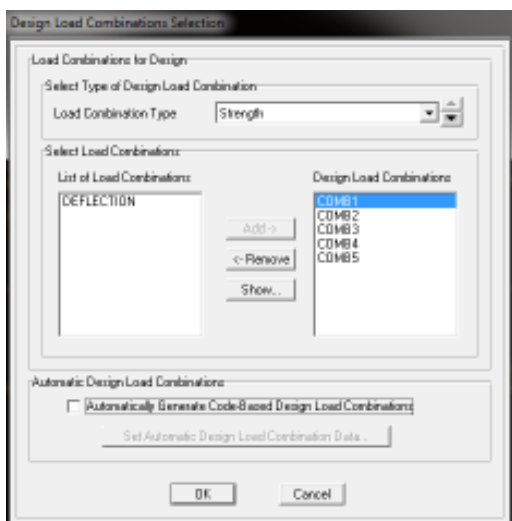 Design Load Combinations Selection
Load Combinations for Design
Select Type of Design Load Combination
Load Combination Type
Strength
Select Load Combinations
List of Load Combinations
Design Load Combinations
DEFLECTION
COMB1
COMB2
COMB3
COMB4
COMB5
Add ->
<- Remove
Show...
Automatic Design Load Combinations
Automatically Generate Code-Based Design Load Combinations
Set Automatic Design Load Combination Data...
OK
Cancel